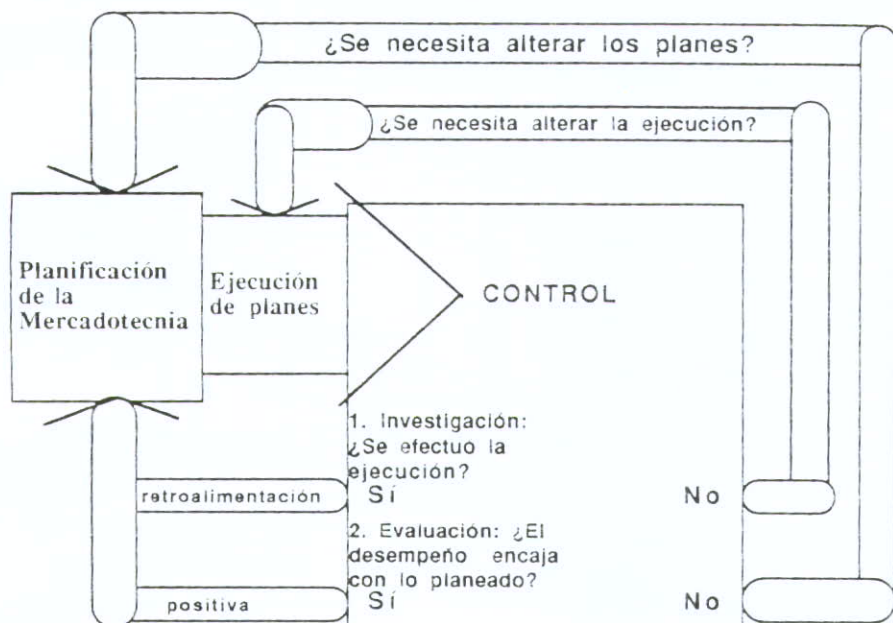 ¿Se necesita alterar los planes?
¿Se necesita alterar la ejecución?
Planificación
de la
Mercadotecnia
Ejecución
de planes
CONTROL
1. Investigación:
¿Se efectuo la
ejecución?
retroalimentación Sí No
2. Evaluación: ¿El
desempeño encaja
con lo planeado?
positiva Sí No